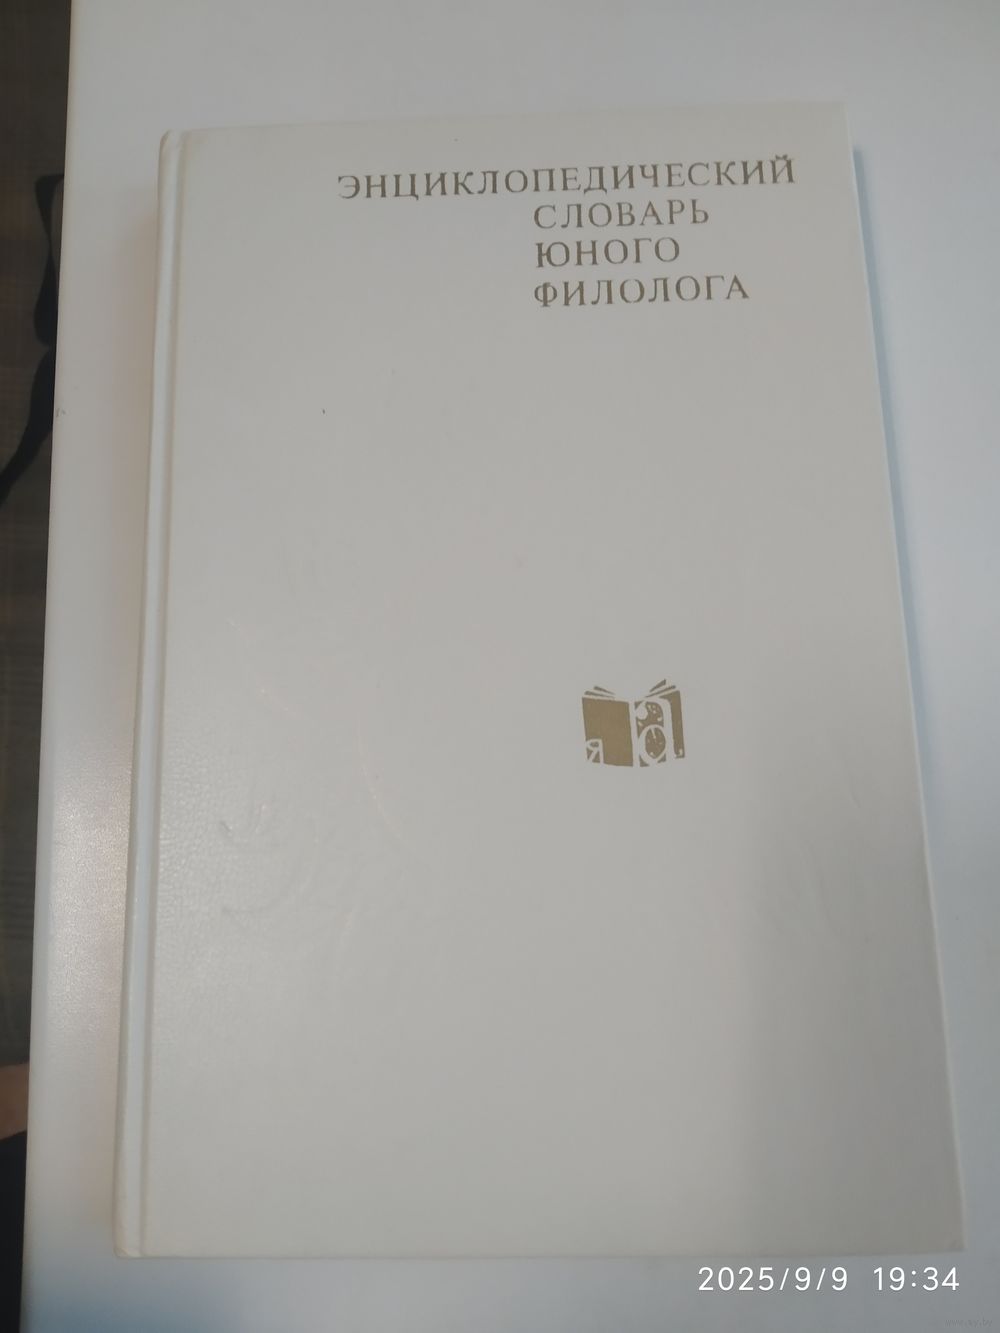 ЭНЦИКЛОПЕДИЧЕСКИЙ
СЛОВАРЬ
ЮНОГО
ФИЛОЛОГА
я а
2025/9/9 19:34